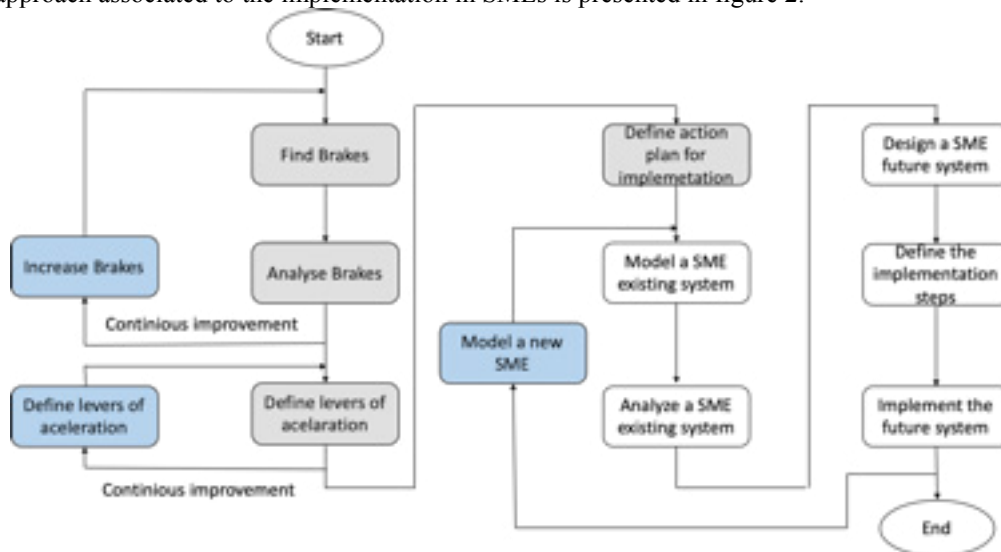 approach associated to the implementation in SMEs is presented in figure 2.
Start
Find Brakes
Analyse Brakes
Increase Brakes
Continious improvement
Define levers of
acelaration
Define levers of
aceleration
Continious improvement
Define action
plan for
implemetation
Model a SME
existing system
Model a new
SME
Analyze a SME
existing system
Design a SME
future system
Define the
implementation
steps
Implement the
future system
End